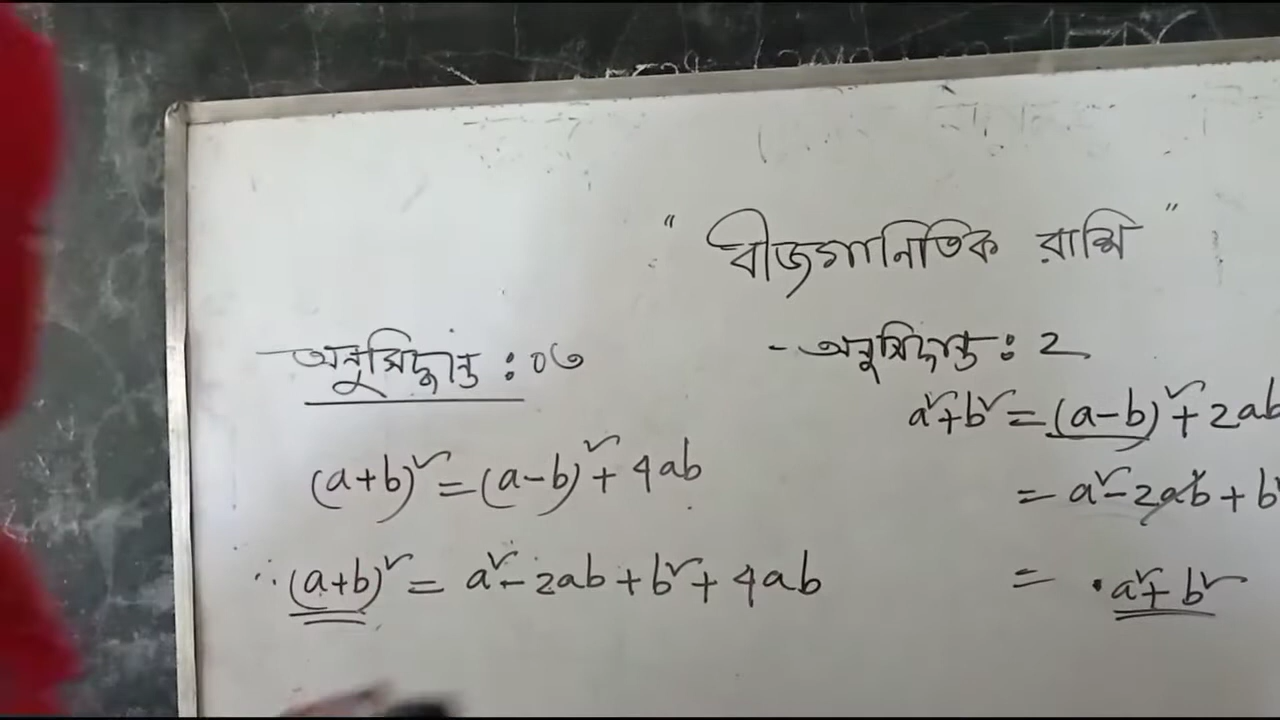 " বীজগানিতিক রাশি "
অনুসিদ্ধান্ত : ০৩
(a+b)² = (a-b)² + 4ab
∴ (a+b)² = a² - 2ab + b² + 4ab
- অনুসিদ্ধান্ত : 2
a² + b² = (a-b)² + 2ab
= a² - 2ab + b²
= a² + b²